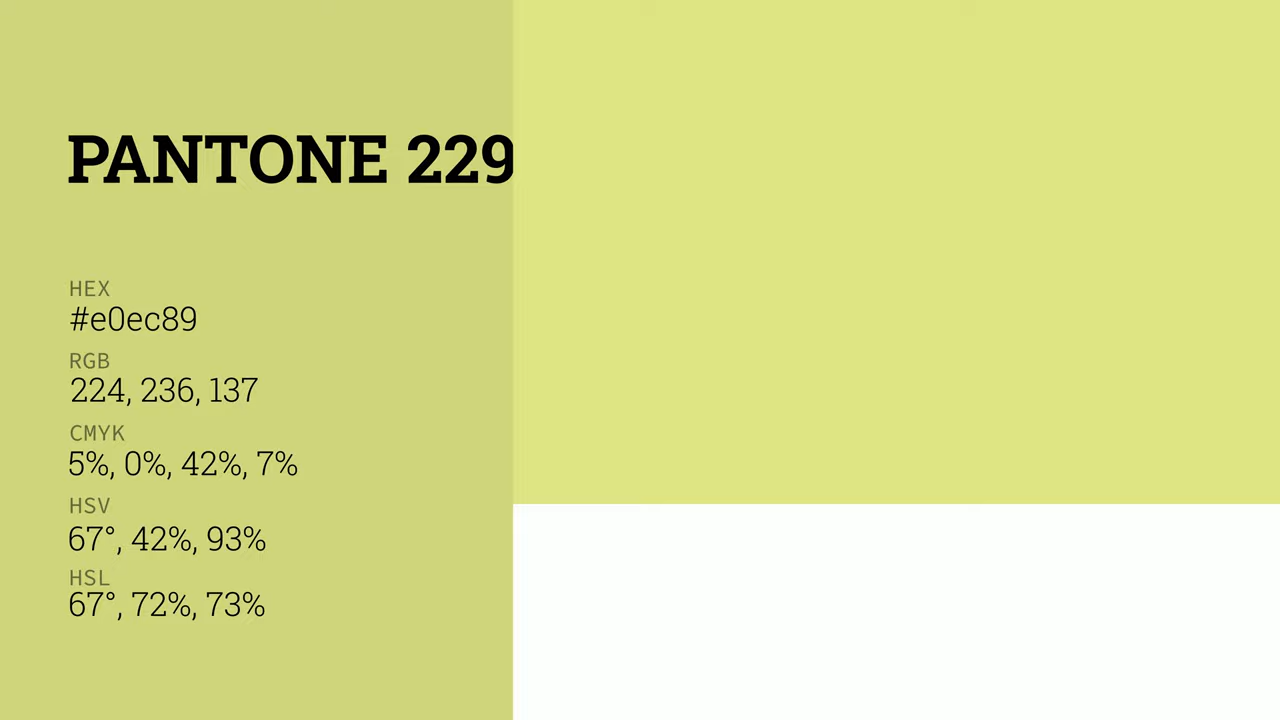 PANTONE 229
HEX
#e0ec89
RGB
224, 236, 137
CMYK
5%, 0%, 42%, 7%
HSV
67°, 42%, 93%
HSL
67°, 72%, 73%